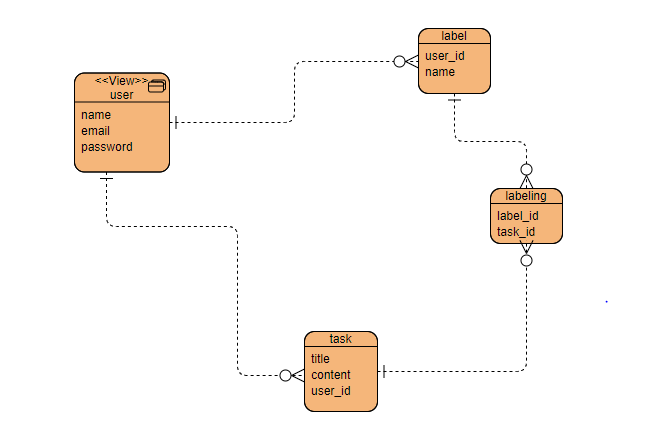 <<View>>
user
name
email
password
label
user_id
name
labeling
label_id
task_id
task
title
content
user_id